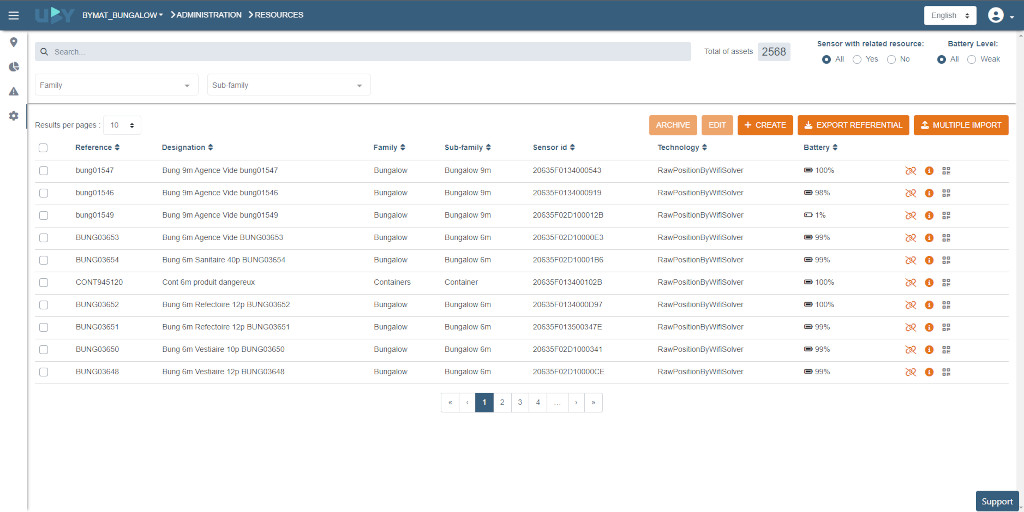 UBY BYMAT_BUNGALOW ADMINISTRATION RESOURCES English
Search... Total of assets 2568 Sensor with related resource: All Yes No Battery Level: All Weak
Family Sub family
Results per pages : 10 ARCHIVE EDIT + CREATE EXPORT REFERENTIAL MULTIPLE IMPORT
Reference Designation Family Sub-family Sensor id Technology Battery
bung01547 Bung 9m Agence Vide bung01547 Bungalow Bungalow 9m 20635F0134000543 RawPositionByWifiSolver 100%
bung01546 Bung 9m Agence Vide bung01546 Bungalow Bungalow 9m 20635F0134000919 RawPositionByWifiSolver 98%
bung01549 Bung 9m Agence Vide bung01549 Bungalow Bungalow 9m 20635F02D100012B RawPositionByWifiSolver 1%
BUNG03653 Bung 6m Agence Vide BUNG03653 Bungalow Bungalow 6m 20635F02D10000E3 RawPositionByWifiSolver 99%
BUNG03654 Bung 6m Sanitaire 40p BUNG03654 Bungalow Bungalow 6m 20635F02D10001B6 RawPositionByWifiSolver 99%
CONT945120 Cont 6m produit dangereux Containers Container 20635F013400102B RawPositionByWifiSolver 100%
BUNG03652 Bung 6m Refectoire 12p BUNG03652 Bungalow Bungalow 6m 20635F0134000D97 RawPositionByWifiSolver 100%
BUNG03651 Bung 6m Refectoire 12p BUNG03651 Bungalow Bungalow 6m 20635F013500347E RawPositionByWifiSolver 99%
BUNG03650 Bung 6m Vestiaire 10p BUNG03650 Bungalow Bungalow 6m 20635F02D1000341 RawPositionByWifiSolver 99%
BUNG03648 Bung 6m Vestiaire 12p BUNG03648 Bungalow Bungalow 6m 20635F02D10000CE RawPositionByWifiSolver 99%
« ‹ 1 2 3 4 ... › »
Support